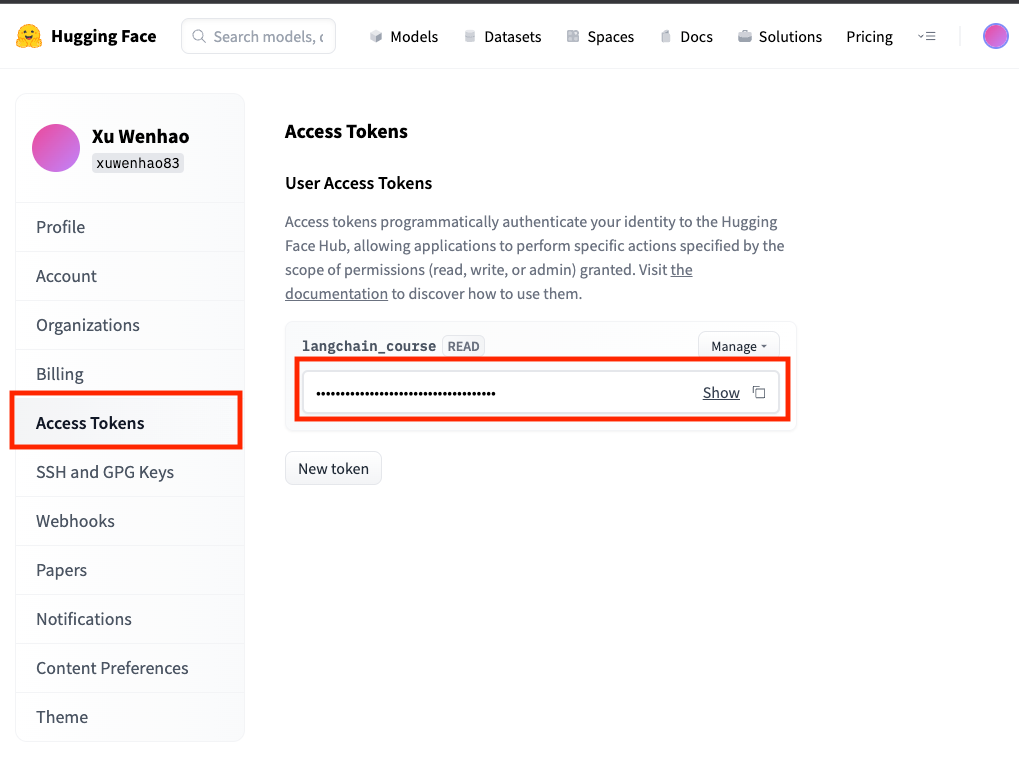 Hugging Face
Search models, d
Models
Datasets
Spaces
Docs
Solutions
Pricing
Xu Wenhao
xuwenhao83
Profile
Account
Organizations
Billing
Access Tokens
SSH and GPG Keys
Webhooks
Papers
Notifications
Content Preferences
Theme
Access Tokens
User Access Tokens
Access tokens programmatically authenticate your identity to the Hugging
Face Hub, allowing applications to perform specific actions specified by the
scope of permissions (read, write, or admin) granted. Visit the
documentation to discover how to use them.
langchain_course READ
Manage
•••••••••••••••••••••••••••••••••••••
Show
New token